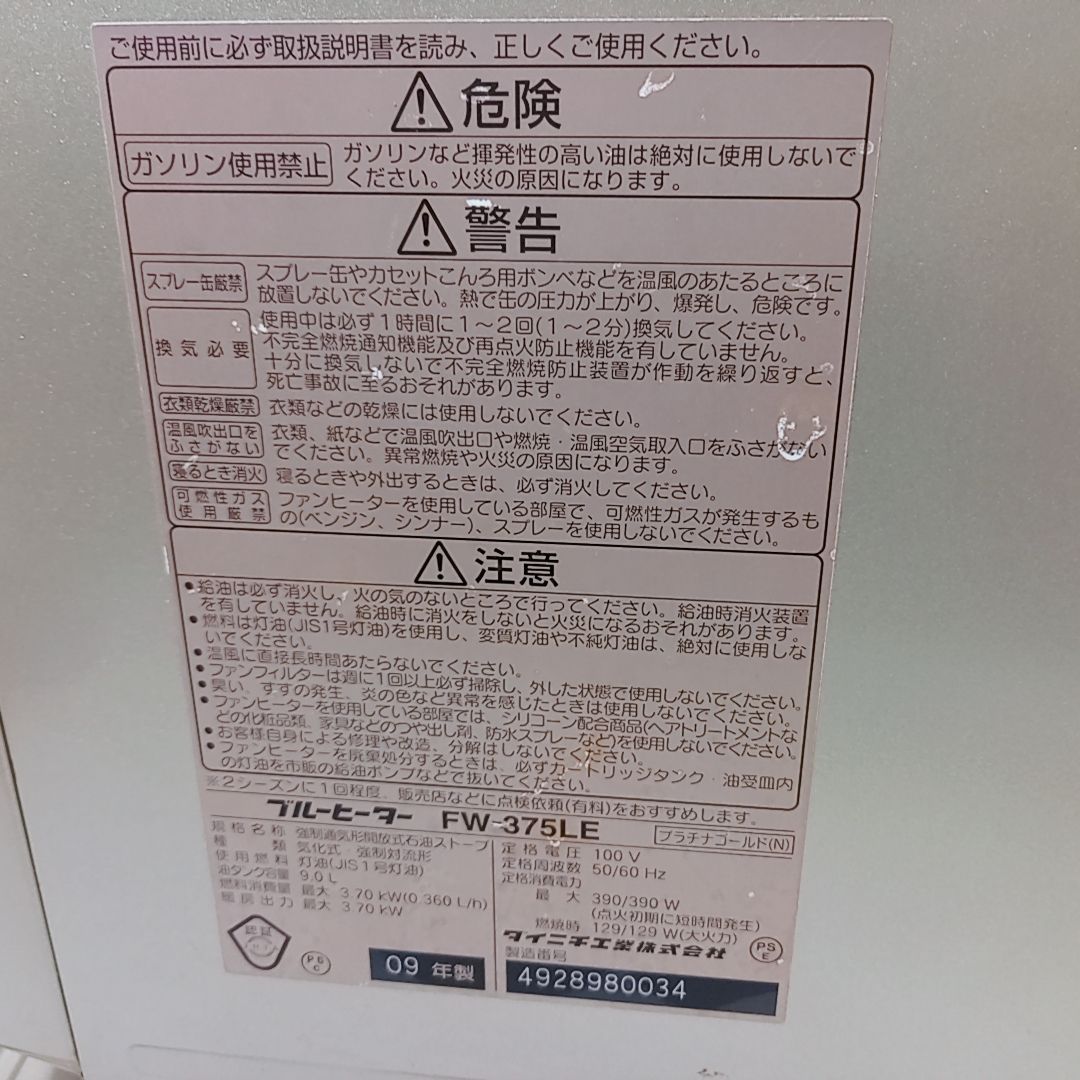 ご使用前に必ず取扱説明書を読み、正しくご使用ください。
危険
ガソリン使用禁止
ガソリンなど揮発性の高い油は絶対に使用しないで
ください。火災の原因になります。
警告
スプレー缶厳禁
スプレー缶やカセットこんろ用ボンベなどを温風のあたるところに
放置しないでください。熱で缶の圧力が上がり、爆発し、危険です。
換気必要
使用中は必ず1時間に1〜2回(1〜2分)換気してください。
不完全燃焼通知機能及び再点火防止機能を有していません。
十分に換気しないで不完全燃焼防止装置が作動を繰り返すと、
死亡事故に至るおそれがあります。
衣類乾燥厳禁
衣類などの乾燥には使用しないでください。
温風吹出口を
ふさがない
衣類、紙などで温風吹出口や燃焼・温風空気取入口をふさがない
でください。異常燃焼や火災の原因になります。
寝るとき消火
寝るときや外出するときは、必ず消火してください。
可燃性ガス
使用厳禁
ファンヒーターを使用している部屋で、可燃性ガスが発生するも
の(ベンジン、シンナー)、スプレーを使用しないでください。
注意
●給油は必ず消火し、火の気のないところで行ってください。給油時消火装置
を有していません。給油時に消火をしないと火災になるおそれがあります。
●燃料は灯油(JIS1号灯油)を使用し、変質灯油や不純灯油は、絶対に使用しな
いでください。
●温風に直接長時間あたらないでください。
●ファンフィルターは週に1回以上必ず掃除し、外した状態で使用しないでください。
●臭い、すすの発生、炎の色など異常を感じたときは使用しないでください。
●ファンヒーターを使用している部屋では、シリコーン配合商品(ヘアトリートメントな
どの化粧品類、家具などのつや出し剤、防水スプレーなど)を使用しないでください。
●お客様自身による修理や改造、分解はしないでください。
●ファンヒーターを廃棄処分するときは、必ずカートリッジタンク・油受皿内
の灯油を市販の給油ポンプなどで抜いてください。
※2シーズンに1回程度、販売店などに点検依頼(有料)をおすすめします。
ブルーヒーター FW-375LE
プラチナゴールド(N)
規格名称 強制通気形開放式石油ストーブ
種類 気化式・強制対流形
使用燃料 灯油(JIS1号灯油)
油タンク容量 9.0 L
燃料消費量 最大 3.70 kW(0.360 L/h)
暖房出力 最大 3.70 kW
定格電圧 100 V
定格周波数 50/60 Hz
定格消費電力
最大 390/390 W
(点火初期に短時間発生)
燃焼時 129/129 W(大火力)
ダイニチ工業株式会社
PS
E
認証
PS
C
09 年製
製造番号
4928980034